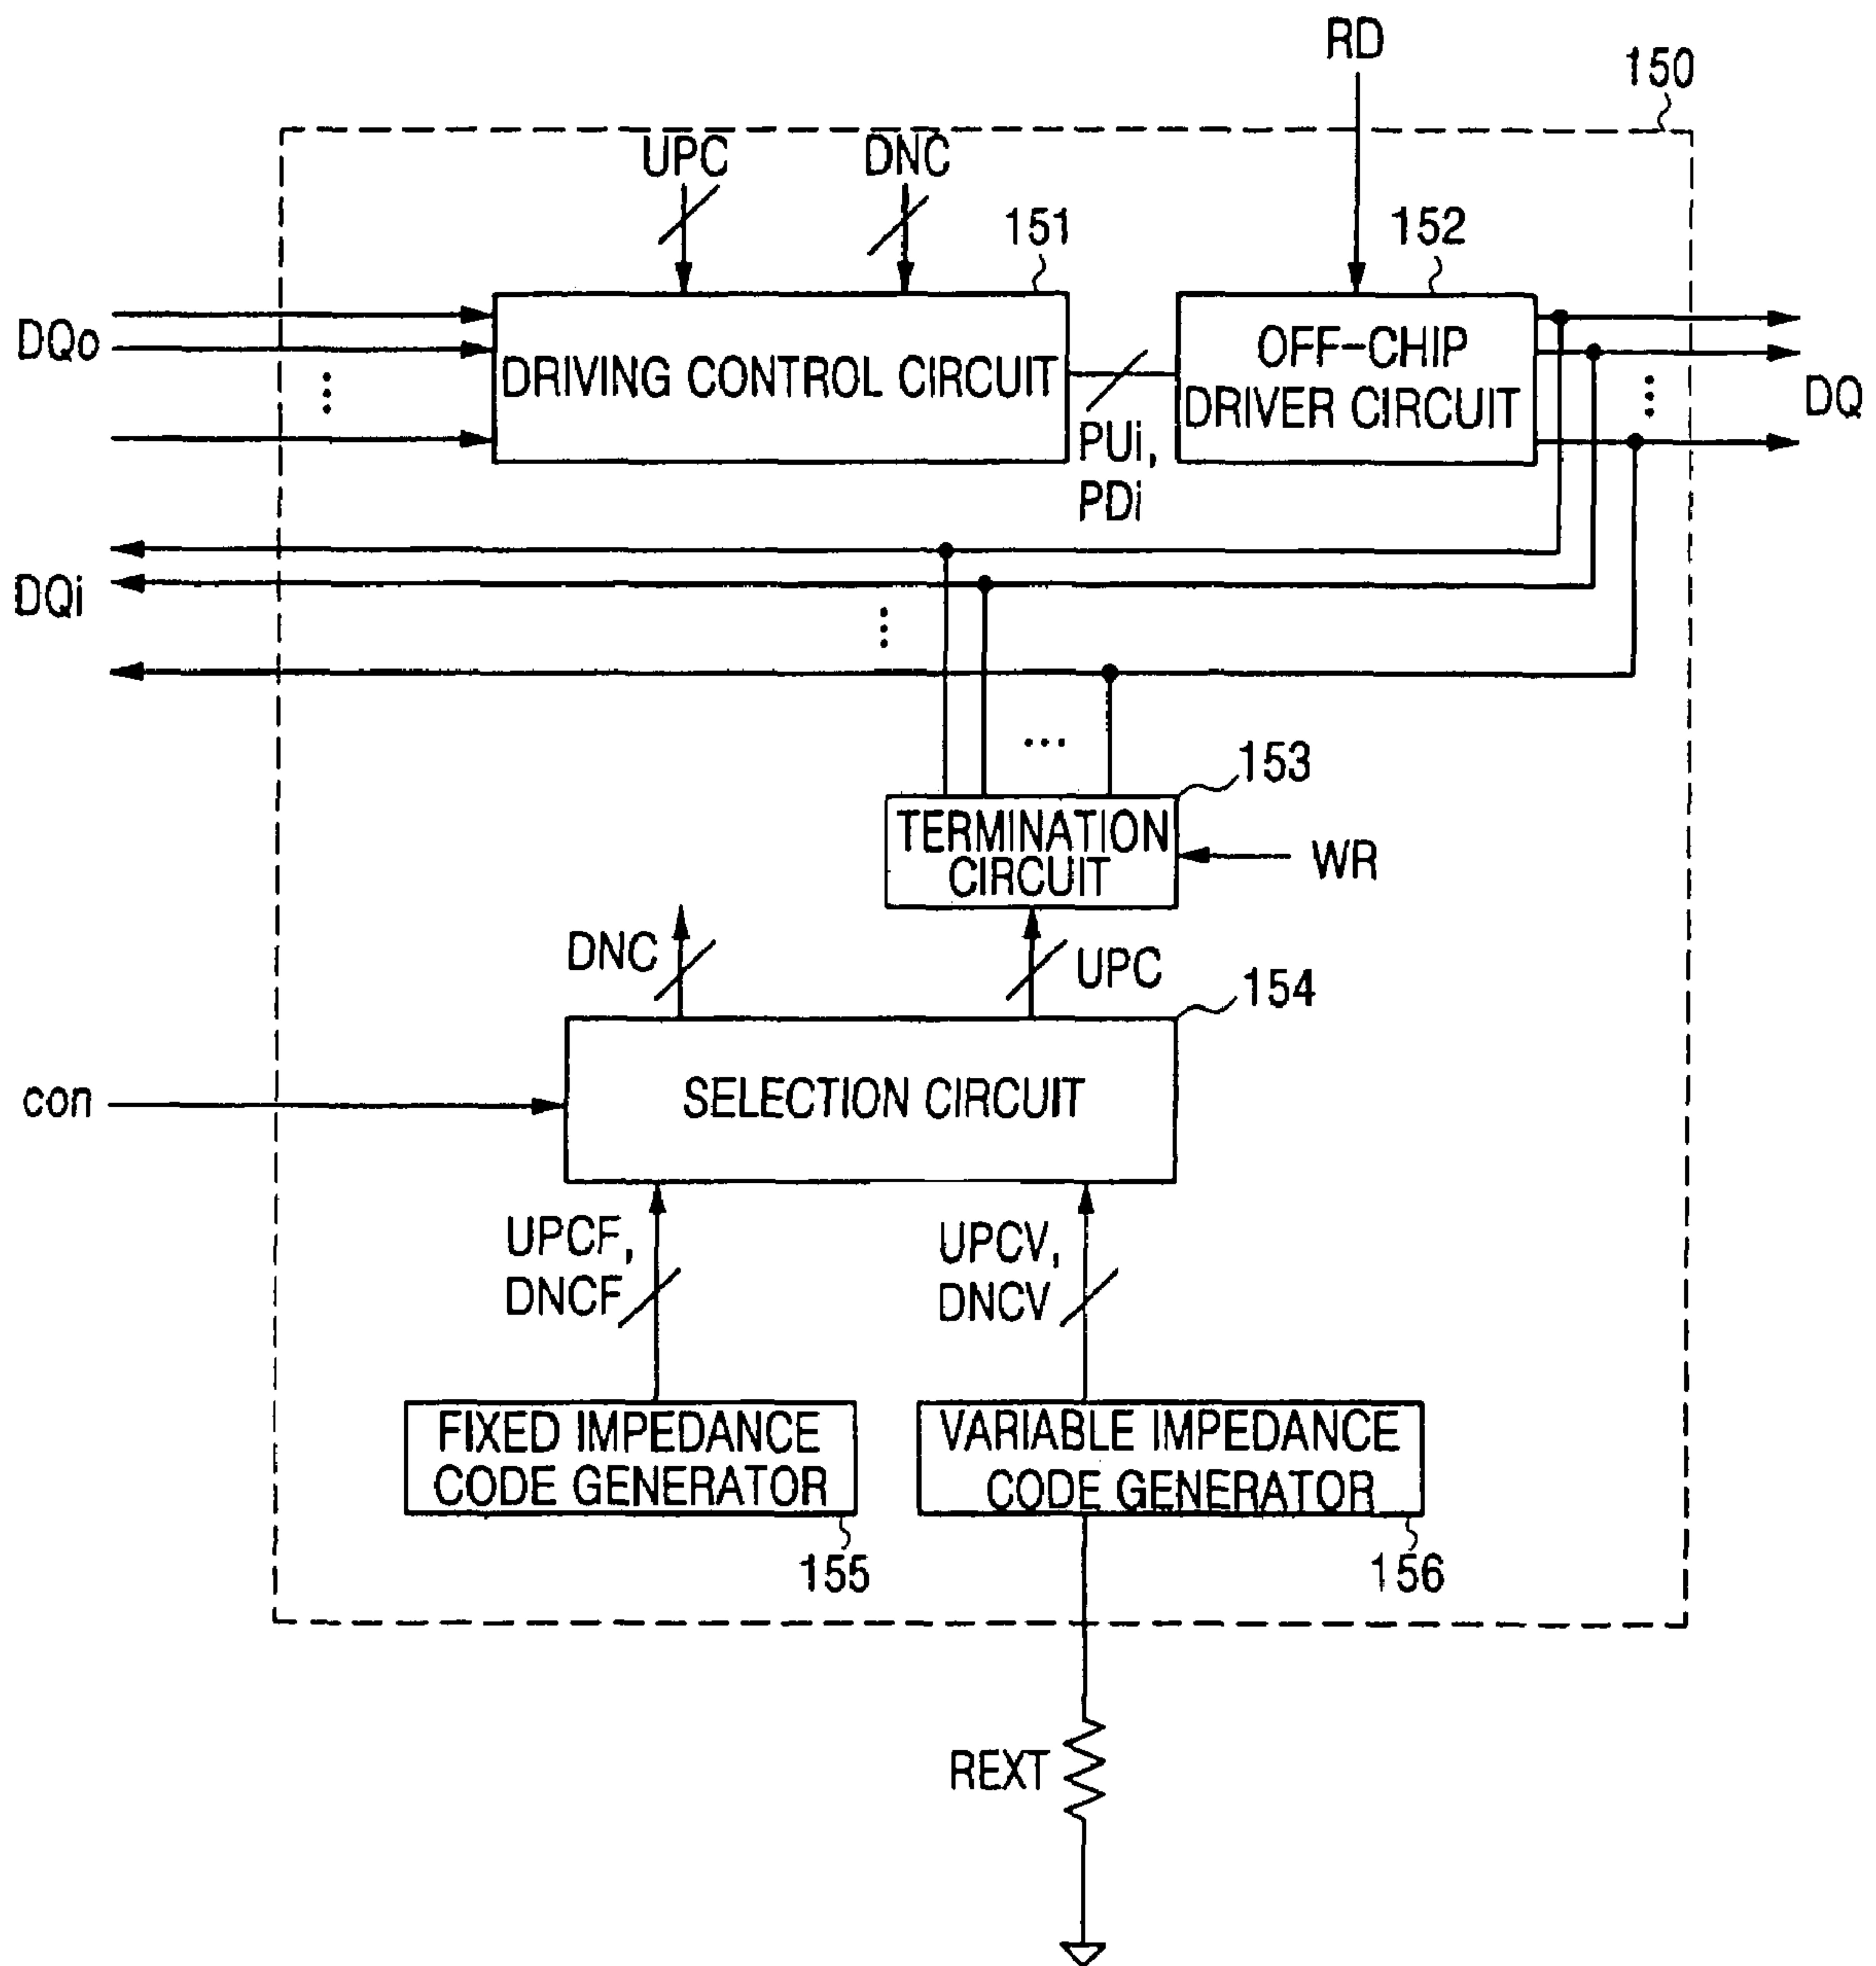 RD
150
UPC
DNC
151
152
DQo
DRIVING CONTROL CIRCUIT
OFF-CHIP
DRIVER CIRCUIT
DQ
PUi,
PDi
DQi
153
TERMINATION
CIRCUIT
WR
DNC
UPC
154
con
SELECTION CIRCUIT
UPCF,
DNCF
UPCV,
DNCV
FIXED IMPEDANCE
CODE GENERATOR
VARIABLE IMPEDANCE
CODE GENERATOR
155
156
REXT